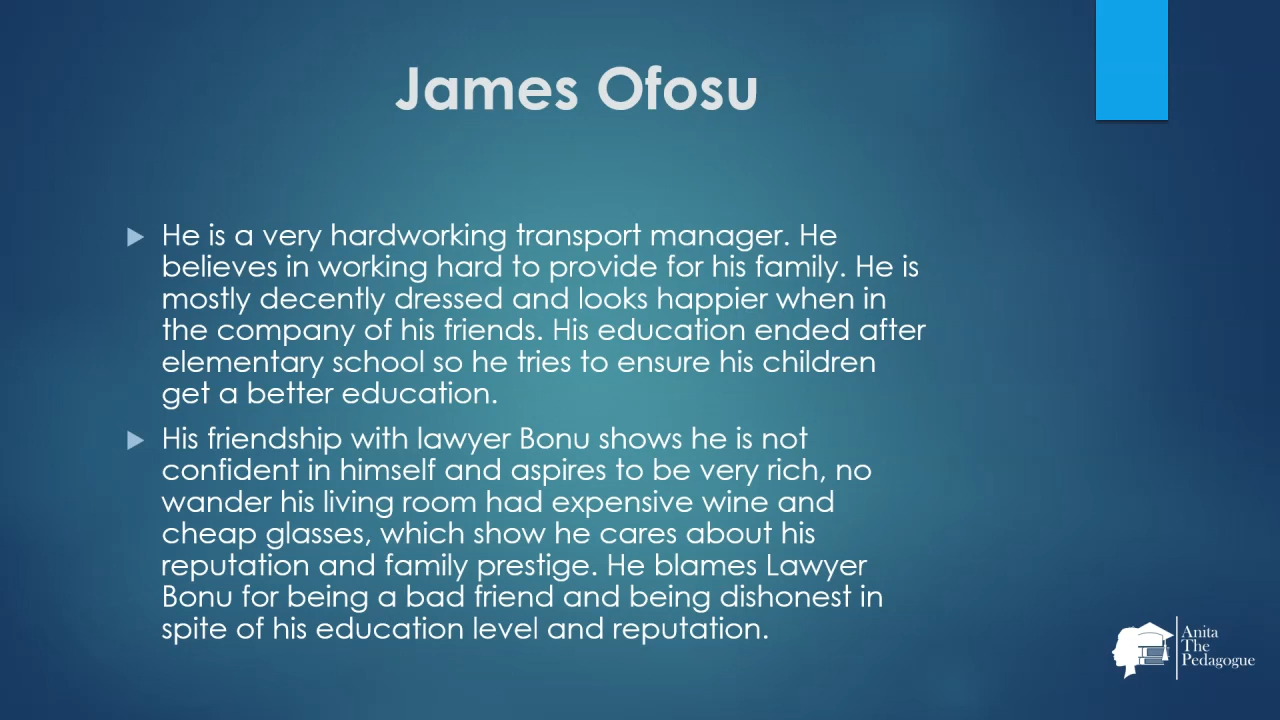 James Ofosu
He is a very hardworking transport manager. He
believes in working hard to provide for his family. He is
mostly decently dressed and looks happier when in
the company of his friends. His education ended after
elementary school so he tries to ensure his children
get a better education.
His friendship with lawyer Bonu shows he is not
confident in himself and aspires to be very rich, no
wander his living room had expensive wine and
cheap glasses, which show he cares about his
reputation and family prestige. He blames Lawyer
Bonu for being a bad friend and being dishonest in
spite of his education level and reputation.
Anita
The
Pedagogue